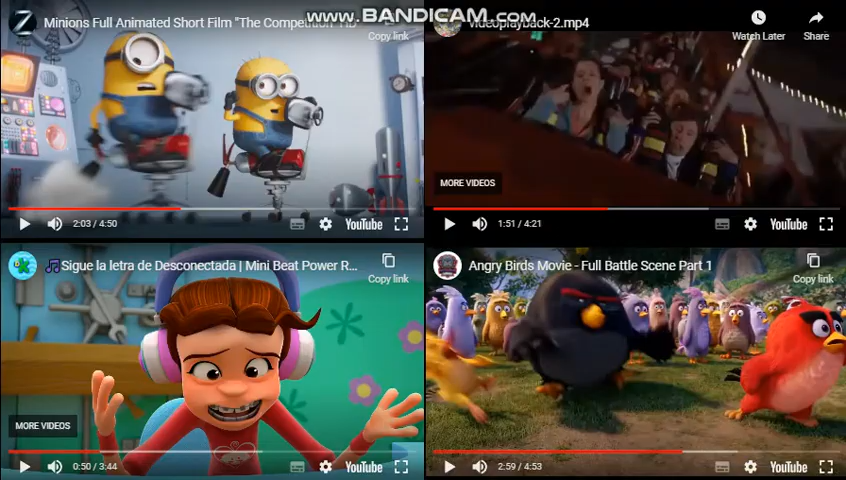 www.BANDICAM.com
Minions Full Animated Short Film "The Competition" HD
Copy link
2:03 / 4:50
YouTube
videoplayback-2.mp4
Watch Later
Share
MORE VIDEOS
1:51 / 4:21
YouTube
🎵Sigue la letra de Desconectada | Mini Beat Power R...
Copy link
MORE VIDEOS
0:50 / 3:44
YouTube
Angry Birds Movie - Full Battle Scene Part 1
Copy link
2:59 / 4:53
YouTube